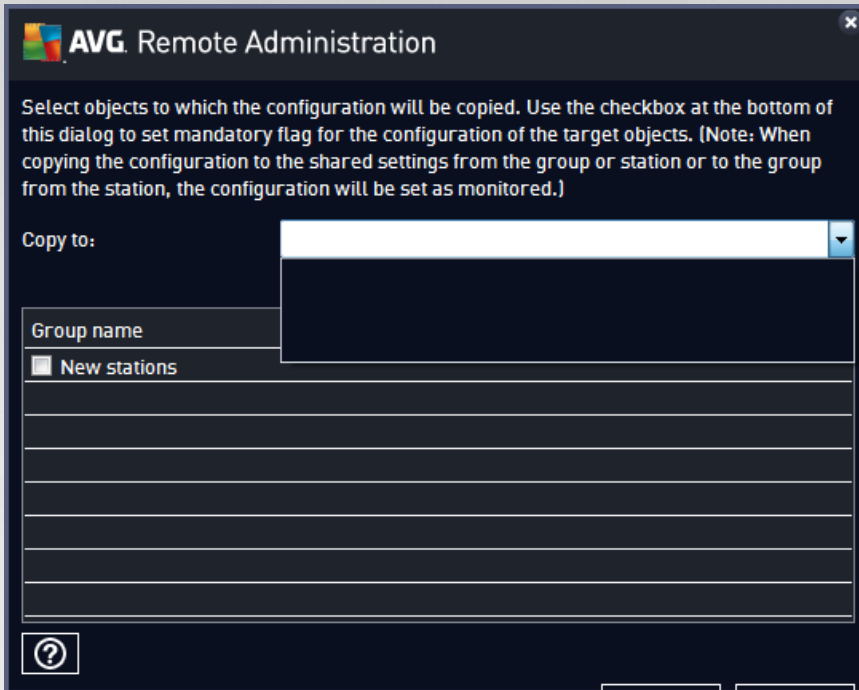 AVG. Remote Administration
Select objects to which the configuration will be copied. Use the checkbox at the bottom of
this dialog to set mandatory flag for the configuration of the target objects. (Note: When
copying the configuration to the shared settings from the group or station or to the group
from the station, the configuration will be set as monitored.)
Copy to:
Group name
New stations